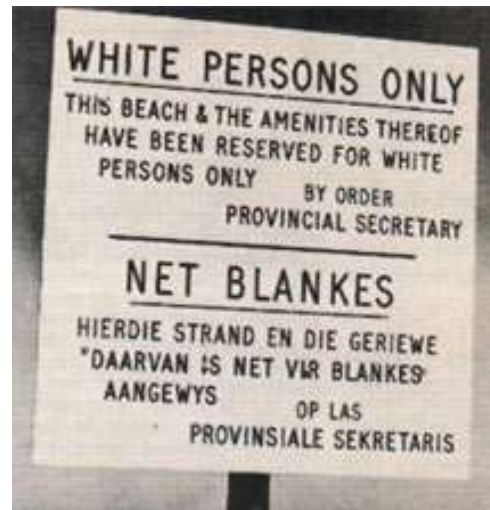 WHITE PERSONS ONLY
THIS BEACH & THE AMENITIES THEREOF
HAVE BEEN RESERVED FOR WHITE
PERSONS ONLY
BY ORDER
PROVINCIAL SECRETARY
NET BLANKES
HIERDIE STRAND EN DIE GERIEWE
DAARVAN IS NET VIR BLANKES
AANGEWYS
OP LAS
PROVINSIALE SEKRETARIS